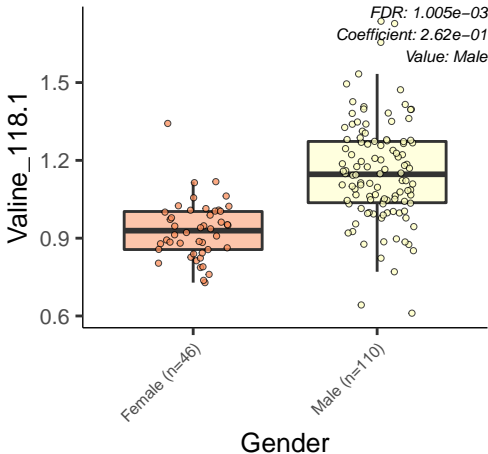 FDR: 1.005e−03
Coefficient: 2.62e−01
Value: Male
Valine_118.1
1.5
1.2
0.9
0.6
Female (n=46)
Male (n=110)
Gender